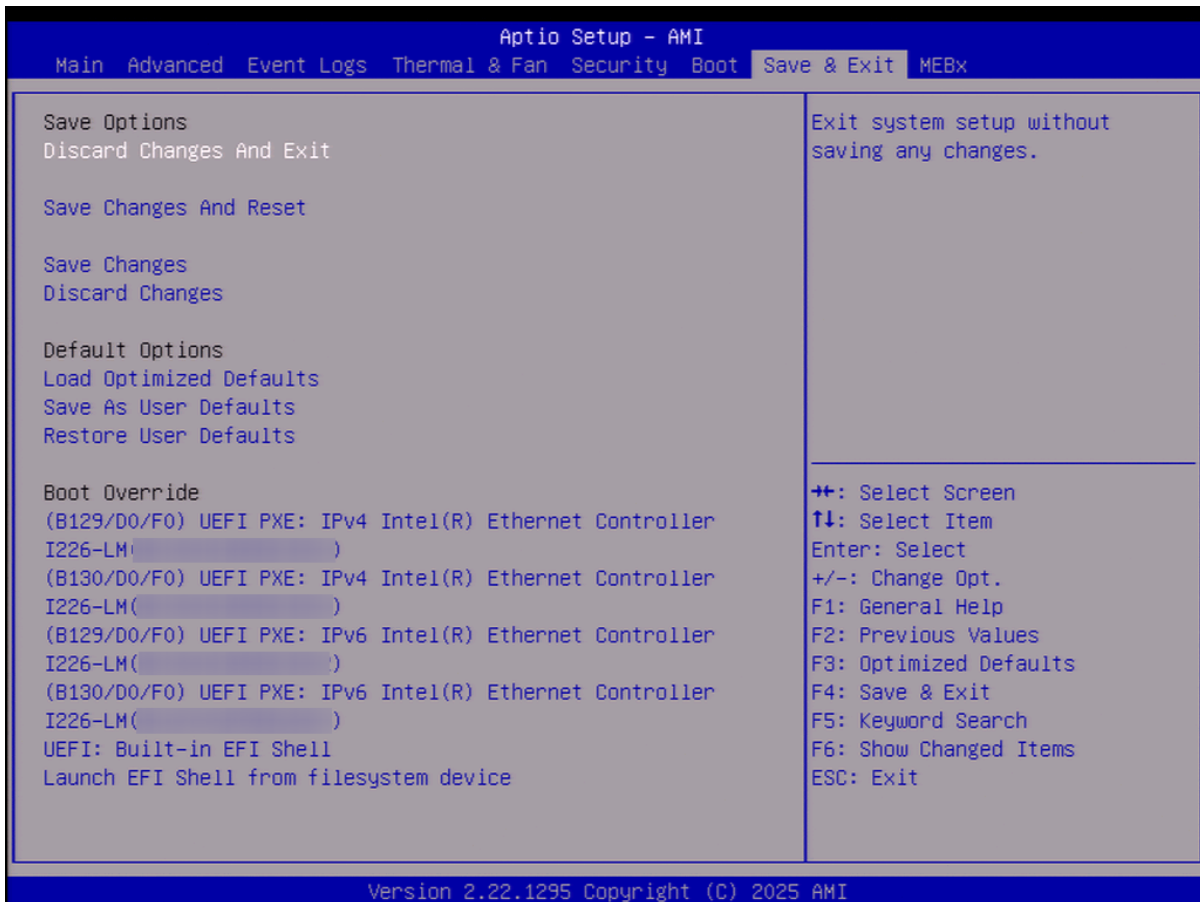 Aptio Setup – AMI
Main Advanced Event Logs Thermal & Fan Security Boot Save & Exit MEBx
Save Options
Discard Changes And Exit
Save Changes And Reset
Save Changes
Discard Changes
Default Options
Load Optimized Defaults
Save As User Defaults
Restore User Defaults
Boot Override
(B129/D0/F0) UEFI PXE: IPv4 Intel(R) Ethernet Controller
I226-LM( )
(B130/D0/F0) UEFI PXE: IPv4 Intel(R) Ethernet Controller
I226-LM( )
(B129/D0/F0) UEFI PXE: IPv6 Intel(R) Ethernet Controller
I226-LM( )
(B130/D0/F0) UEFI PXE: IPv6 Intel(R) Ethernet Controller
I226-LM( )
UEFI: Built-in EFI Shell
Launch EFI Shell from filesystem device
Exit system setup without
saving any changes.
→←: Select Screen
↑↓: Select Item
Enter: Select
+/-: Change Opt.
F1: General Help
F2: Previous Values
F3: Optimized Defaults
F4: Save & Exit
F5: Keyword Search
F6: Show Changed Items
ESC: Exit
Version 2.22.1295 Copyright (C) 2025 AMI